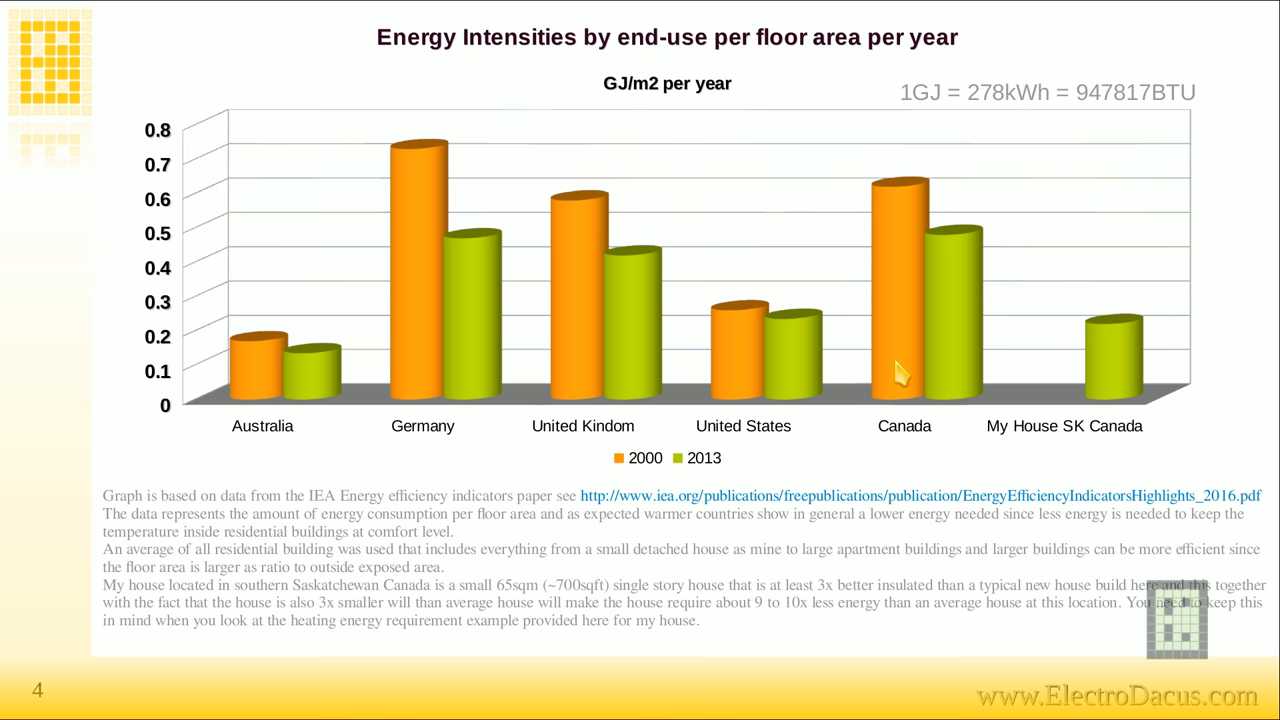 Energy Intensities by end-use per floor area per year
GJ/m2 per year
1GJ = 278kWh = 947817BTU
0.8
0.7
0.6
0.5
0.4
0.3
0.2
0.1
0
Australia
Germany
United Kindom
United States
Canada
My House SK Canada
2000
2013
Graph is based on data from the IEA Energy efficiency indicators paper see http://www.iea.org/publications/freepublications/publication/EnergyEfficiencyIndicatorsHighlights_2016.pdf
The data represents the amount of energy consumption per floor area and as expected warmer countries show in general a lower energy needed since less energy is needed to keep the
temperature inside residential buildings at comfort level.
An average of all residential building was used that includes everything from a small detached house as mine to large apartment buildings and larger buildings can be more efficient since
the floor area is larger as ratio to outside exposed area.
My house located in southern Saskatchewan Canada is a small 65sqm (~700sqft) single story house that is at least 3x better insulated than a typical new house build here and this together
with the fact that the house is also 3x smaller will than average house will make the house require about 9 to 10x less energy than an average house at this location. You need to keep this
in mind when you look at the heating energy requirement example provided here for my house.
4
www.ElectroDacus.com